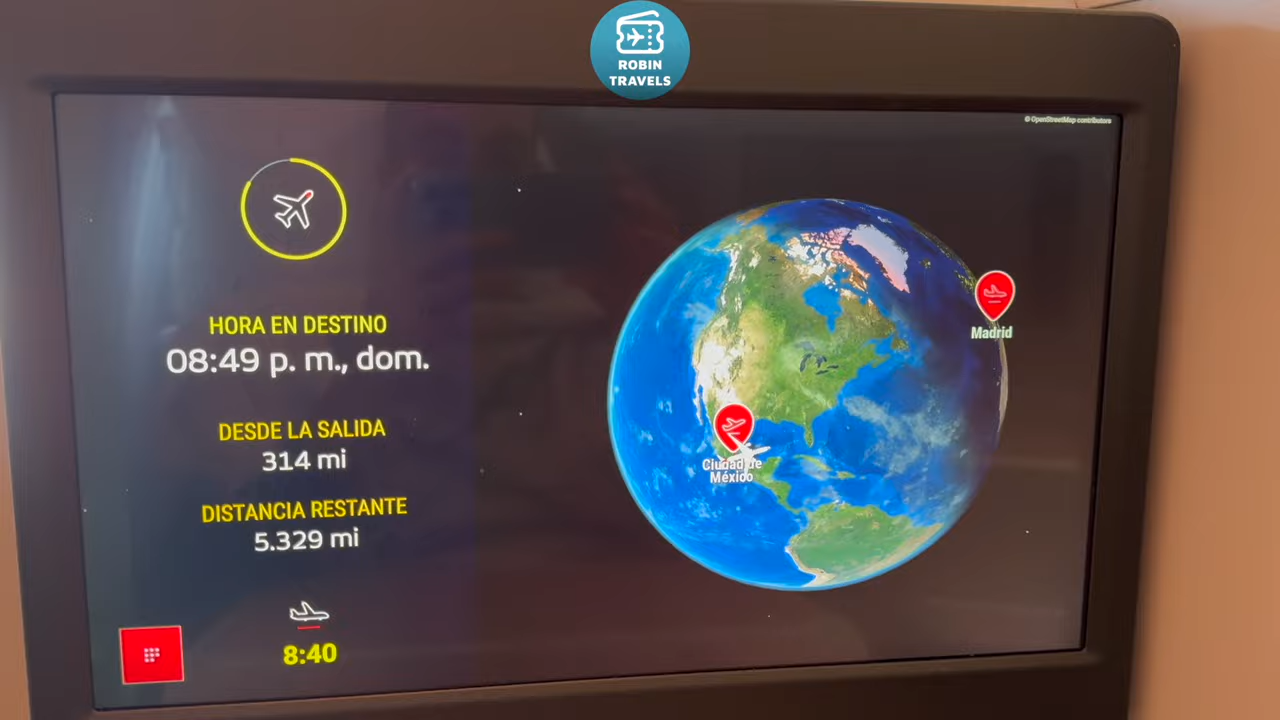 ROBIN
TRAVELS
© OpenStreetMap contributors
HORA EN DESTINO
08:49 p. m., dom.
DESDE LA SALIDA
314 mi
DISTANCIA RESTANTE
5.329 mi
8:40
Madrid
Ciudad de
México